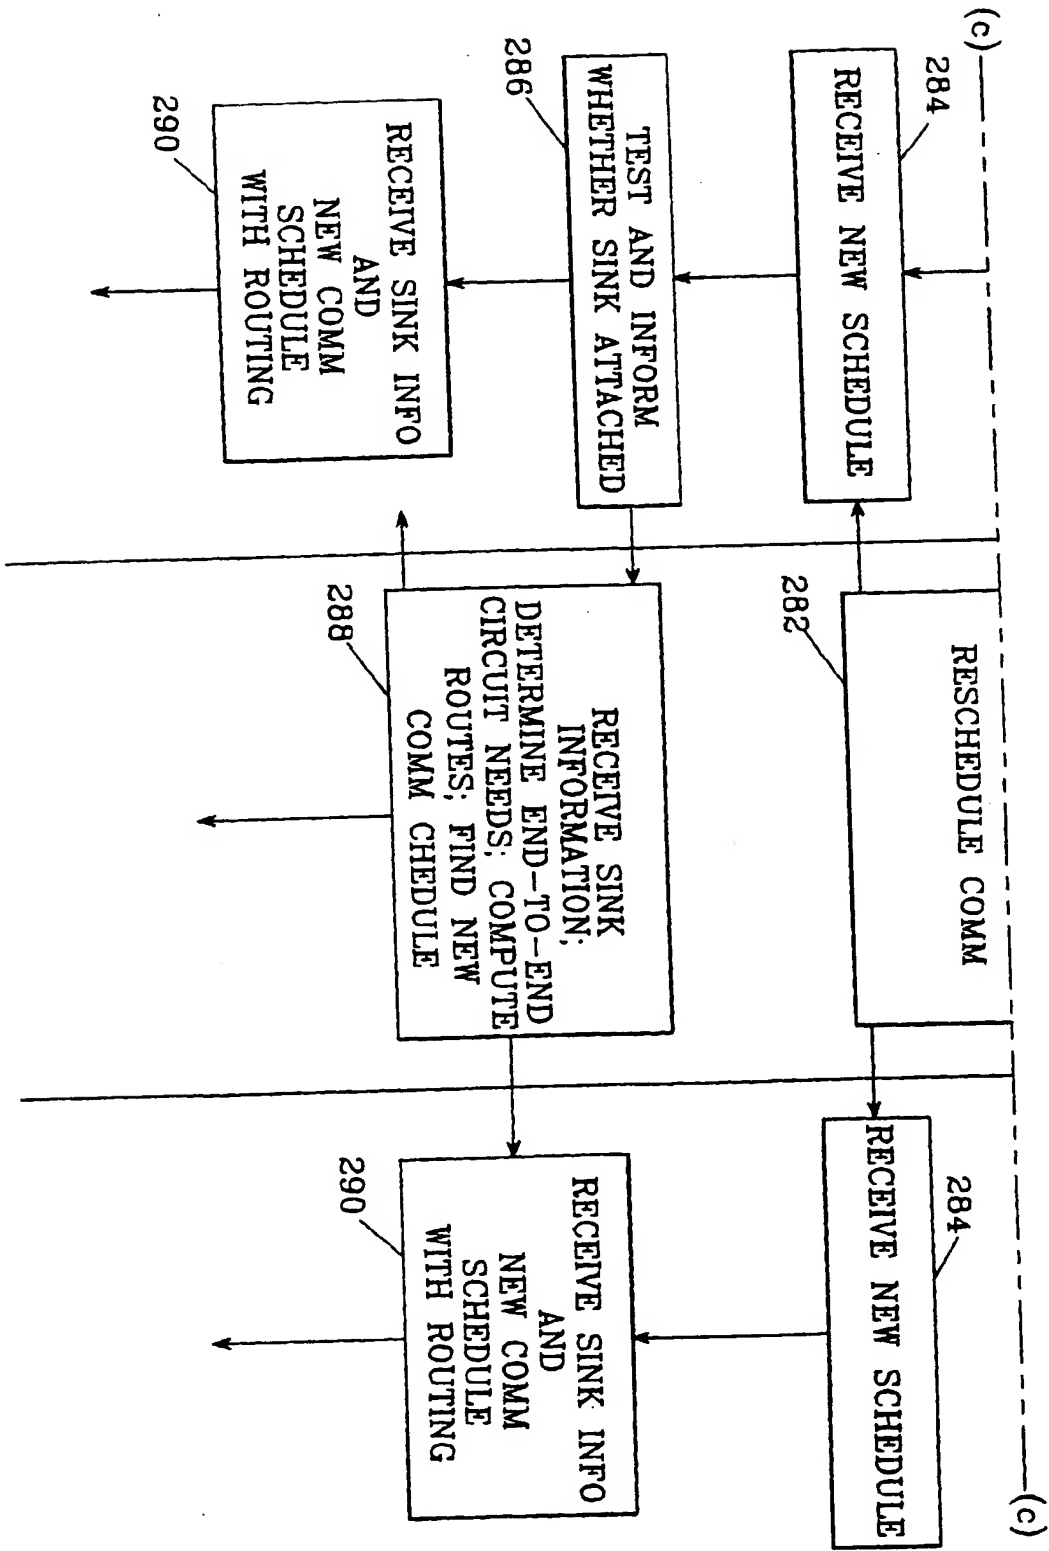 (c)
(c)
284
RECEIVE NEW SCHEDULE
RESCHEDULE COMM
282
284
RECEIVE NEW SCHEDULE
286
TEST AND INFORM
WHETHER SINK ATTACHED
RECEIVE SINK
INFORMATION;
DETERMINE END-TO-END
CIRCUIT NEEDS; COMPUTE
ROUTES; FIND NEW
COMM CHEDULE
288
RECEIVE SINK INFO
AND
NEW COMM
SCHEDULE
WITH ROUTING
290
RECEIVE SINK INFO
AND
NEW COMM
SCHEDULE
WITH ROUTING
290